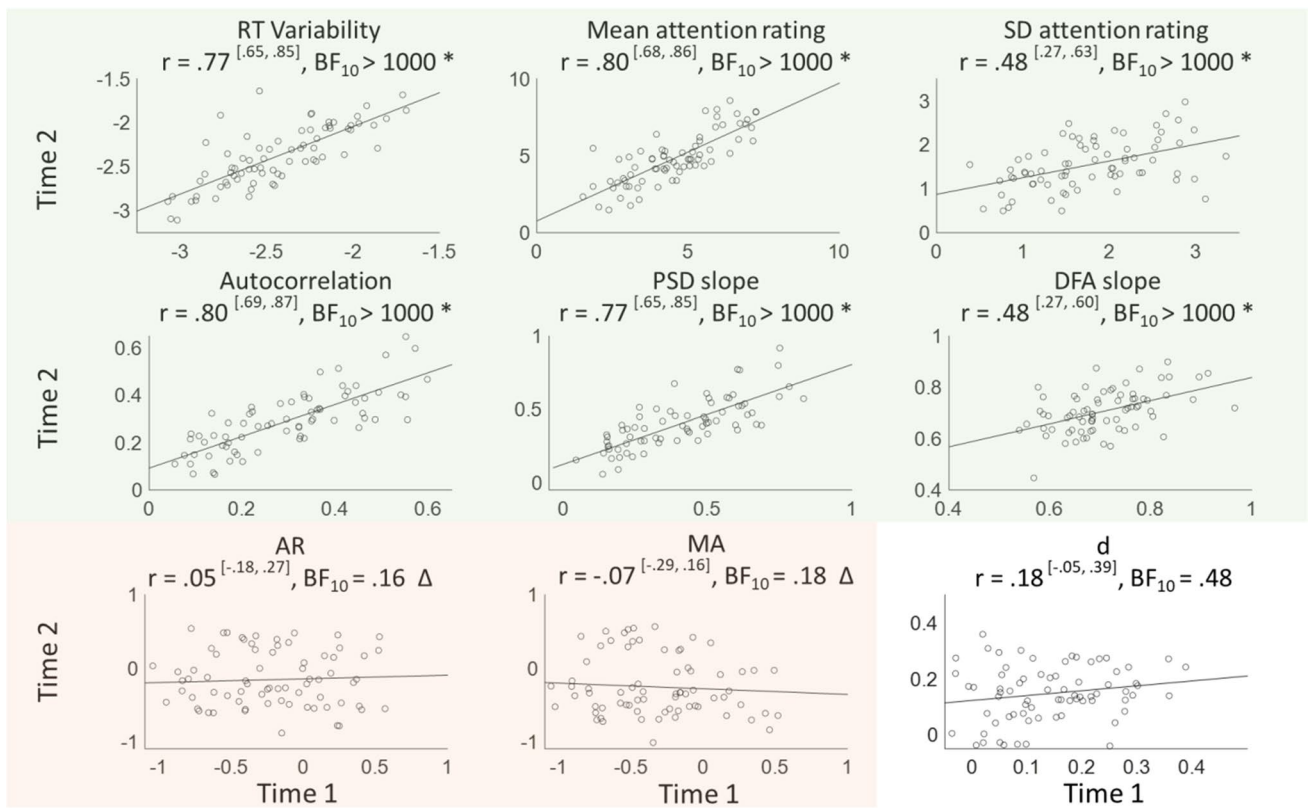 RT Variability
r = .77 [.65, .85], BF10 > 1000 *
Mean attention rating
r = .80 [.68, .86], BF10 > 1000 *
SD attention rating
r = .48 [.27, .63], BF10 > 1000 *
Time 2
-1.5
-2
-2.5
-3
-3
-2.5
-2
-1.5
10
5
0
0
5
10
3
2
1
0
0
1
2
3
Autocorrelation
r = .80 [.69, .87], BF10 > 1000 *
PSD slope
r = .77 [.65, .85], BF10 > 1000 *
DFA slope
r = .48 [.27, .60], BF10 > 1000 *
Time 2
0.6
0.4
0.2
0
0
0.2
0.4
0.6
1
0.5
0
0
0.5
1
1
0.8
0.6
0.4
0.4
0.6
0.8
1
AR
r = .05 [-.18, .27], BF10 = .16 Δ
MA
r = -.07 [-.29, .16], BF10 = .18 Δ
d
r = .18 [-.05, .39], BF10 = .48
Time 2
1
0
-1
-1
-0.5
0
0.5
1
Time 1
1
0
-1
-1
-0.5
0
0.5
1
Time 1
0.4
0.2
0
0
0.1
0.2
0.3
0.4
Time 1